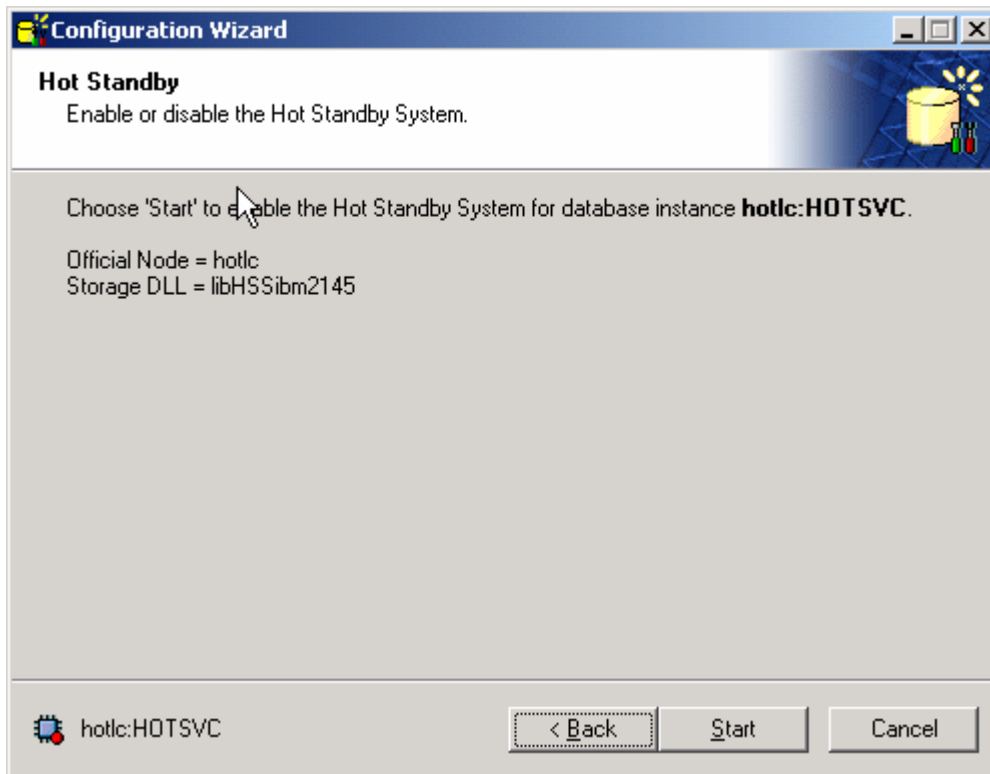 Configuration Wizard
Hot Standby
Enable or disable the Hot Standby System.
Choose 'Start' to enable the Hot Standby System for database instance hotlc:HOTSVC.
Official Node = hotlc
Storage DLL = libHSSibm2145
hotlc:HOTSVC
< Back
Start
Cancel